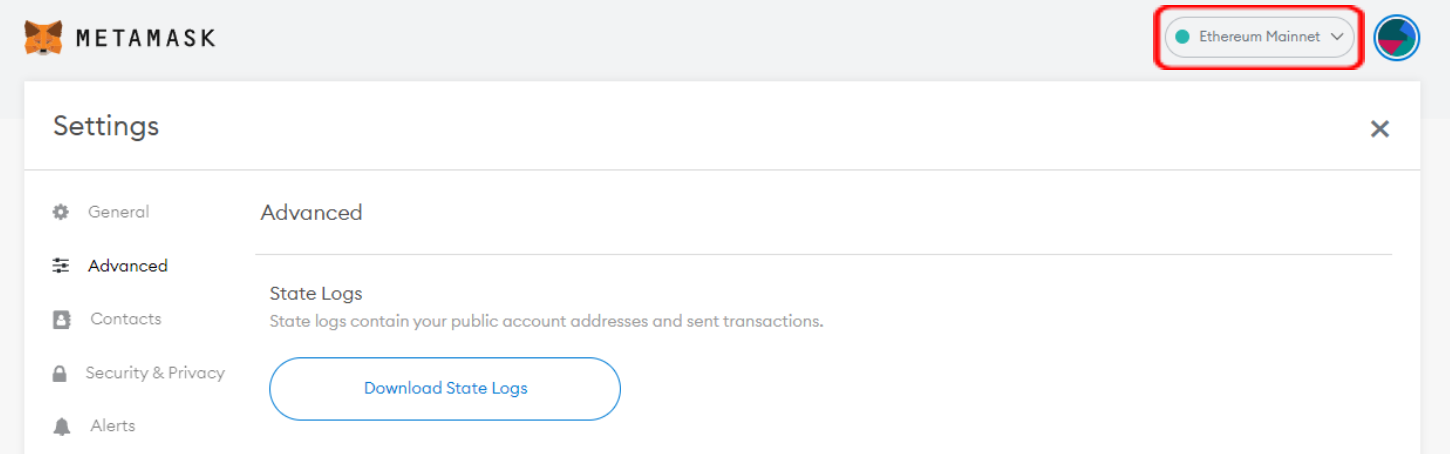 METAMASK
Ethereum Mainnet
Settings
General
Advanced
Contacts
Security & Privacy
Alerts
Advanced
State Logs
State logs contain your public account addresses and sent transactions.
Download State Logs